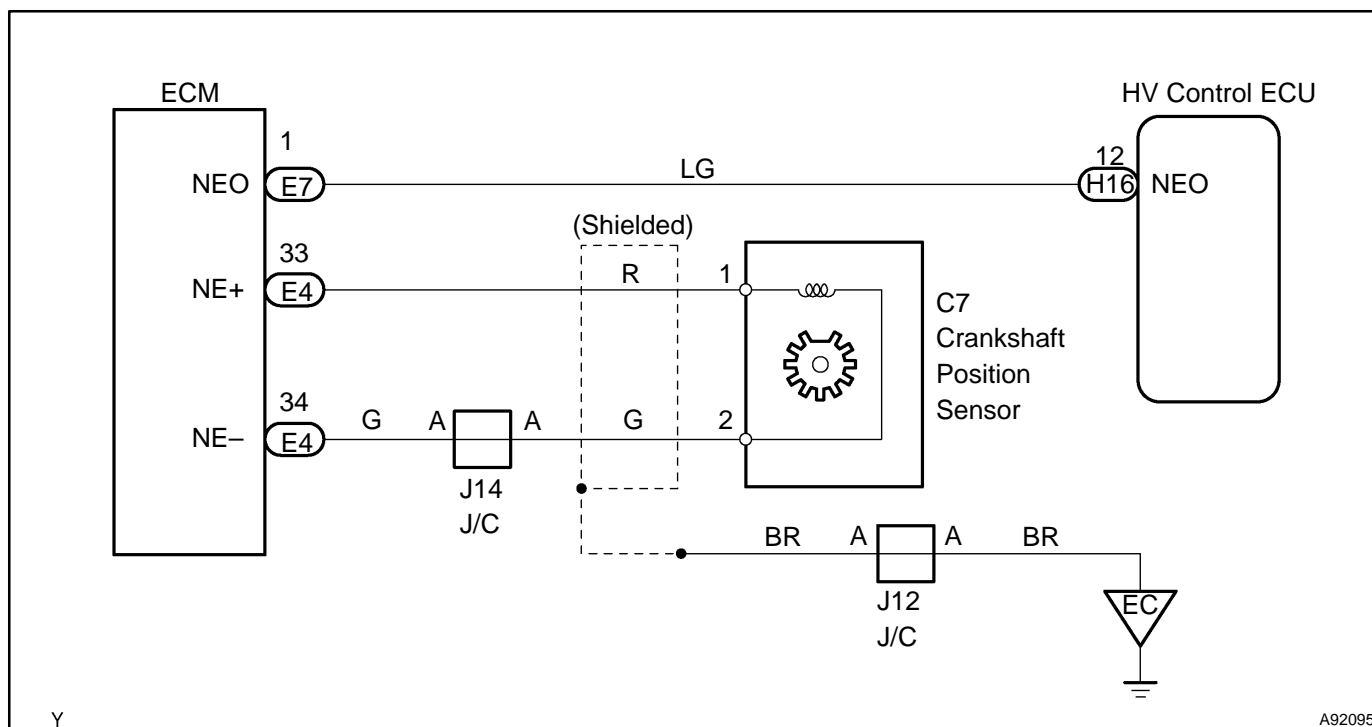 ECM
HV Control ECU
1
NEO
E7
LG
12
H16
NEO
(Shielded)
33
NE+
E4
R
1
C7
Crankshaft
Position
Sensor
34
NE–
E4
G
A
A
G
2
J14
J/C
BR
A
A
BR
J12
J/C
EC
Y
A92095